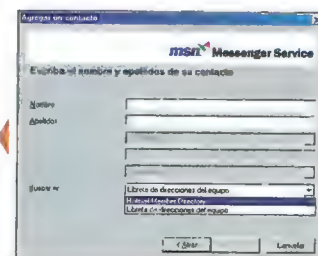 Agregar un contacto
msn Messenger Service
Escriba el nombre y apellidos de su contacto
Nombre
Apellidos
Buscar en
Libreta de direcciones del equipo
Hotmail Member Directory
Libreta de direcciones del equipo
< Atrás
Cancelar